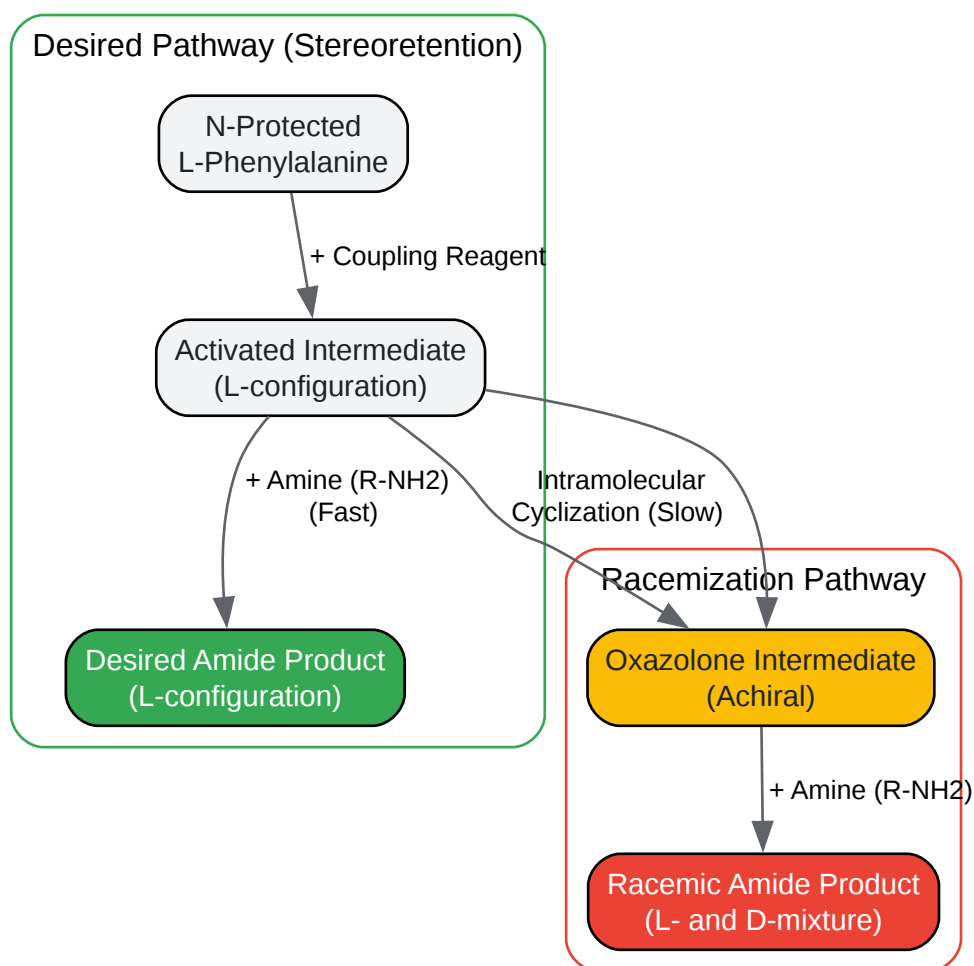 Desired Pathway (Stereoretention)
N-Protected
L-Phenylalanine
+ Coupling Reagent
Activated Intermediate
(L-configuration)
+ Amine (R-NH2)
(Fast)
Intramolecular
Cyclization (Slow)
Desired Amide Product
(L-configuration)
Racemization Pathway
Oxazolone Intermediate
(Achiral)
+ Amine (R-NH2)
Racemic Amide Product
(L- and D-mixture)